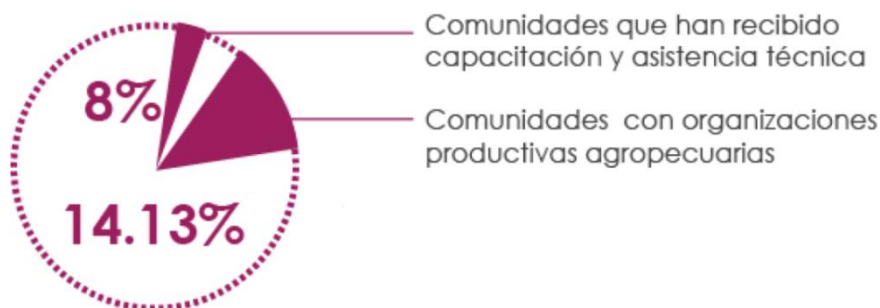 Comunidades que han recibido
capacitación y asistencia técnica
8%
Comunidades con organizaciones
productivas agropecuarias
14.13%